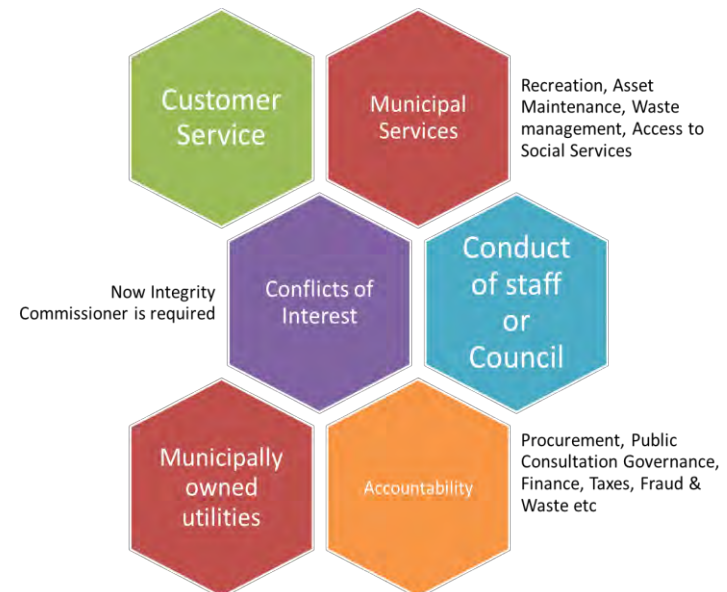 Customer
Service
Municipal
Services
Recreation, Asset
Maintenance, Waste
management, Access to
Social Services
Now Integrity
Commissioner is required
Conflicts of
Interest
Conduct
of staff
or
Council
Municipally
owned
utilities
Accountability
Procurement, Public
Consultation Governance,
Finance, Taxes, Fraud &
Waste etc